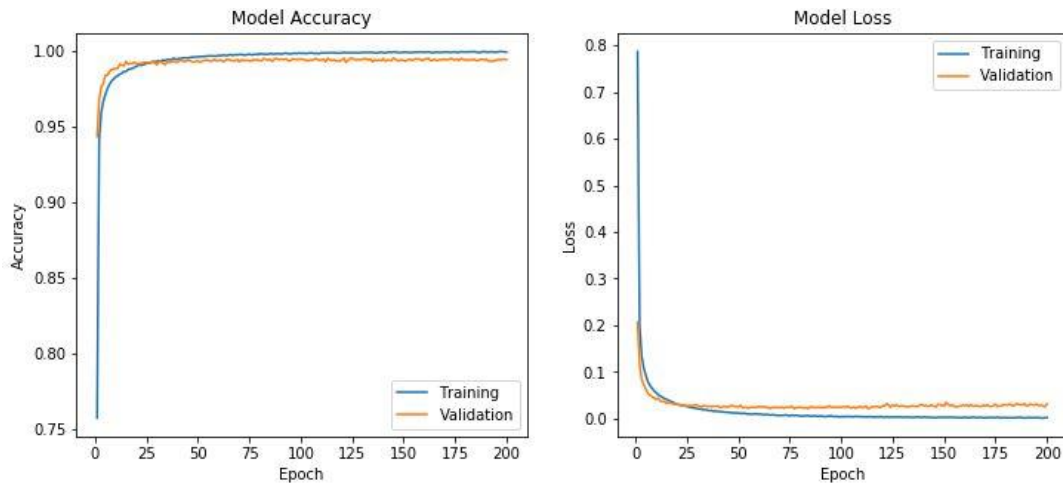 Model Accuracy
1.00
0.95
0.90
0.85
0.80
0.75
Accuracy
0 25 50 75 100 125 150 175 200
Epoch
Training
Validation
Model Loss
0.8
0.7
0.6
0.5
0.4
0.3
0.2
0.1
0.0
Loss
0 25 50 75 100 125 150 175 200
Epoch
Training
Validation